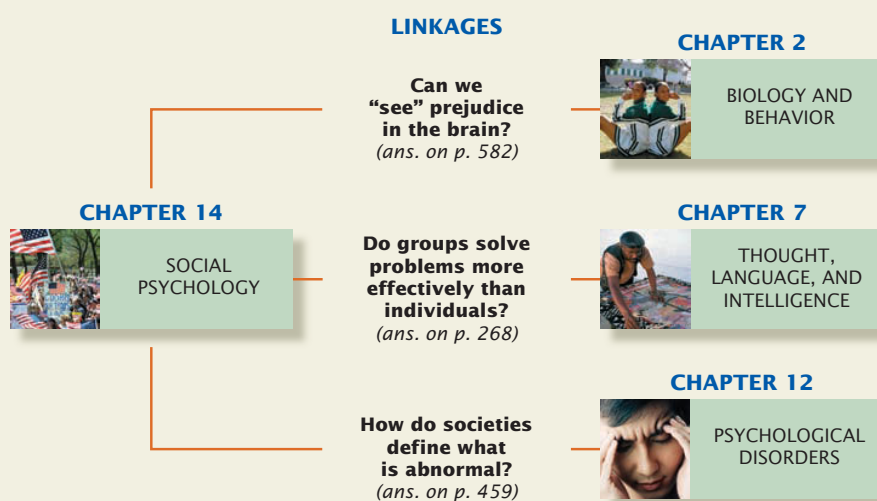 LINKAGES
CHAPTER 2
Can we
“see” prejudice
in the brain?
(ans. on p. 582)
BIOLOGY AND
BEHAVIOR
CHAPTER 14
SOCIAL
PSYCHOLOGY
Do groups solve
problems more
effectively than
individuals?
(ans. on p. 268)
CHAPTER 7
THOUGHT,
LANGUAGE, AND
INTELLIGENCE
How do societies
define what
is abnormal?
(ans. on p. 459)
CHAPTER 12
PSYCHOLOGICAL
DISORDERS